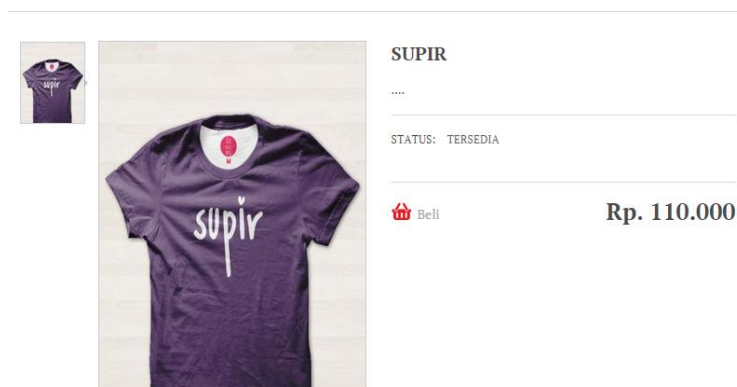 SUPIR
....
STATUS: TERSEDIA
Beli
Rp. 110.000
supir
M